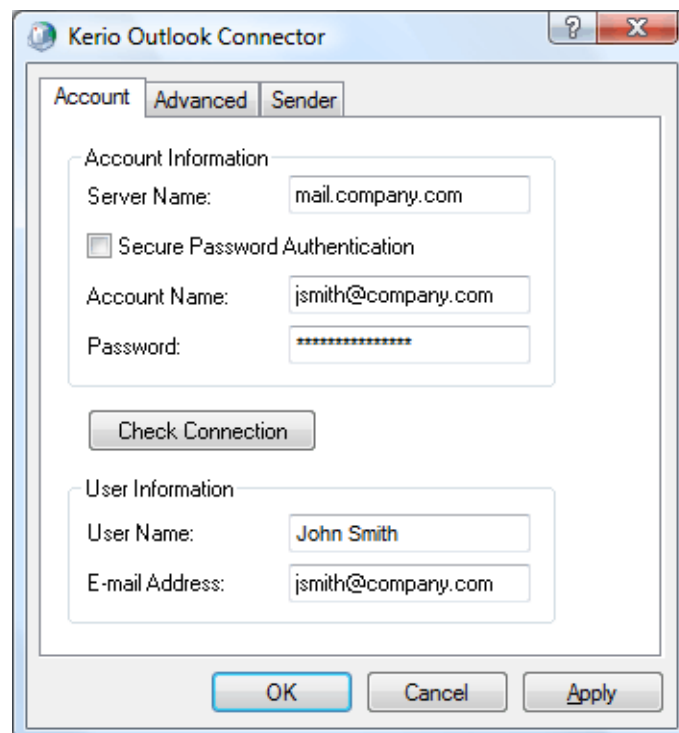 Kerio Outlook Connector
Account Advanced Sender
Account Information
Server Name: mail.company.com
Secure Password Authentication
Account Name: jsmith@company.com
Password: ***************
Check Connection
User Information
User Name: John Smith
E-mail Address: jsmith@company.com
OK Cancel Apply